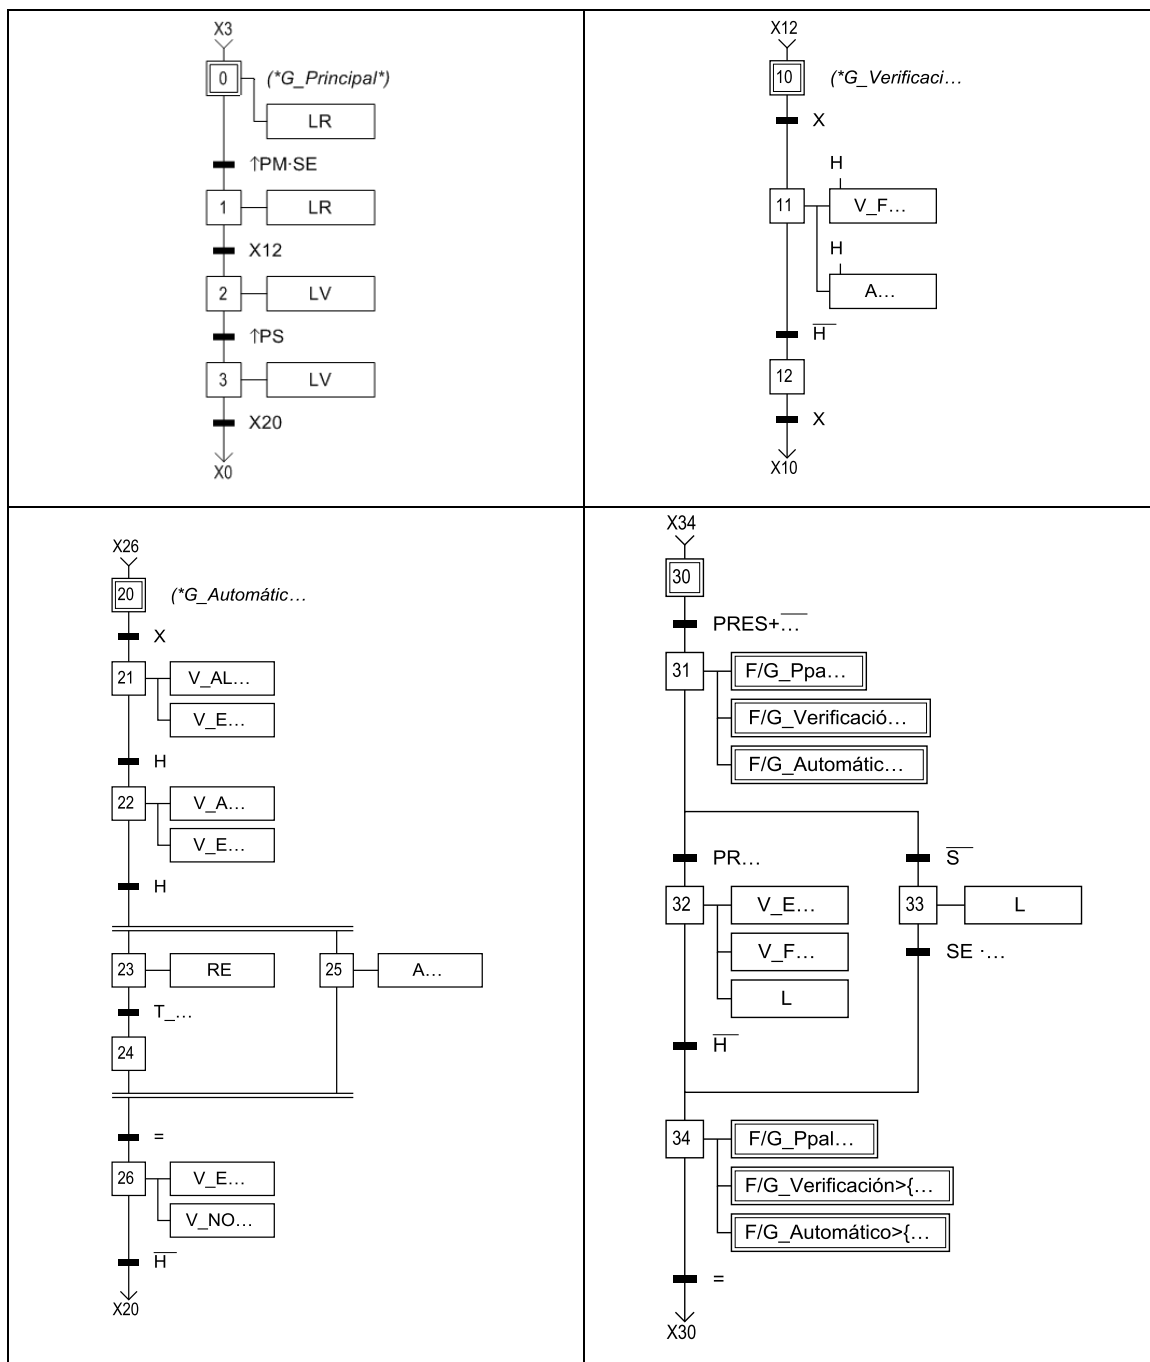 X3
0
(*G_Principal*)
LR
↑PM·SE
1
LR
X12
2
LV
↑PS
3
LV
X20
X0
X12
10
(*G_Verificaci...
X
H
11
V_F...
H
A...
H̅
12
X
X10
X26
20
(*G_Automátic...
X
21
V_AL...
V_E...
H
22
V_A...
V_E...
H
23
RE
25
A...
T_...
24
=
26
V_E...
V_NO...
H̅
X20
X34
30
PRES+...
31
F/G_Ppa...
F/G_Verificació...
F/G_Automátic...
PR...
S̅
32
V_E...
33
L
V_F...
SE ·...
L
H̅
34
F/G_Ppal...
F/G_Verificación>{...
F/G_Automático>{...
=
X30